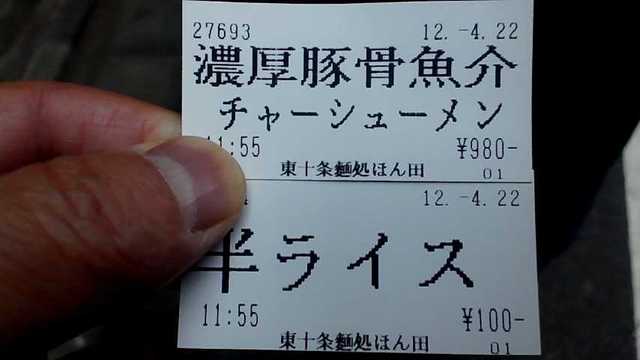 27693 12.-4.22
濃厚豚骨魚介
チャーシューメン
11:55 ¥980-
東十条麺処ほん田 01
12.-4.22
半ライス
11:55 ¥100-
東十条麺処ほん田 01